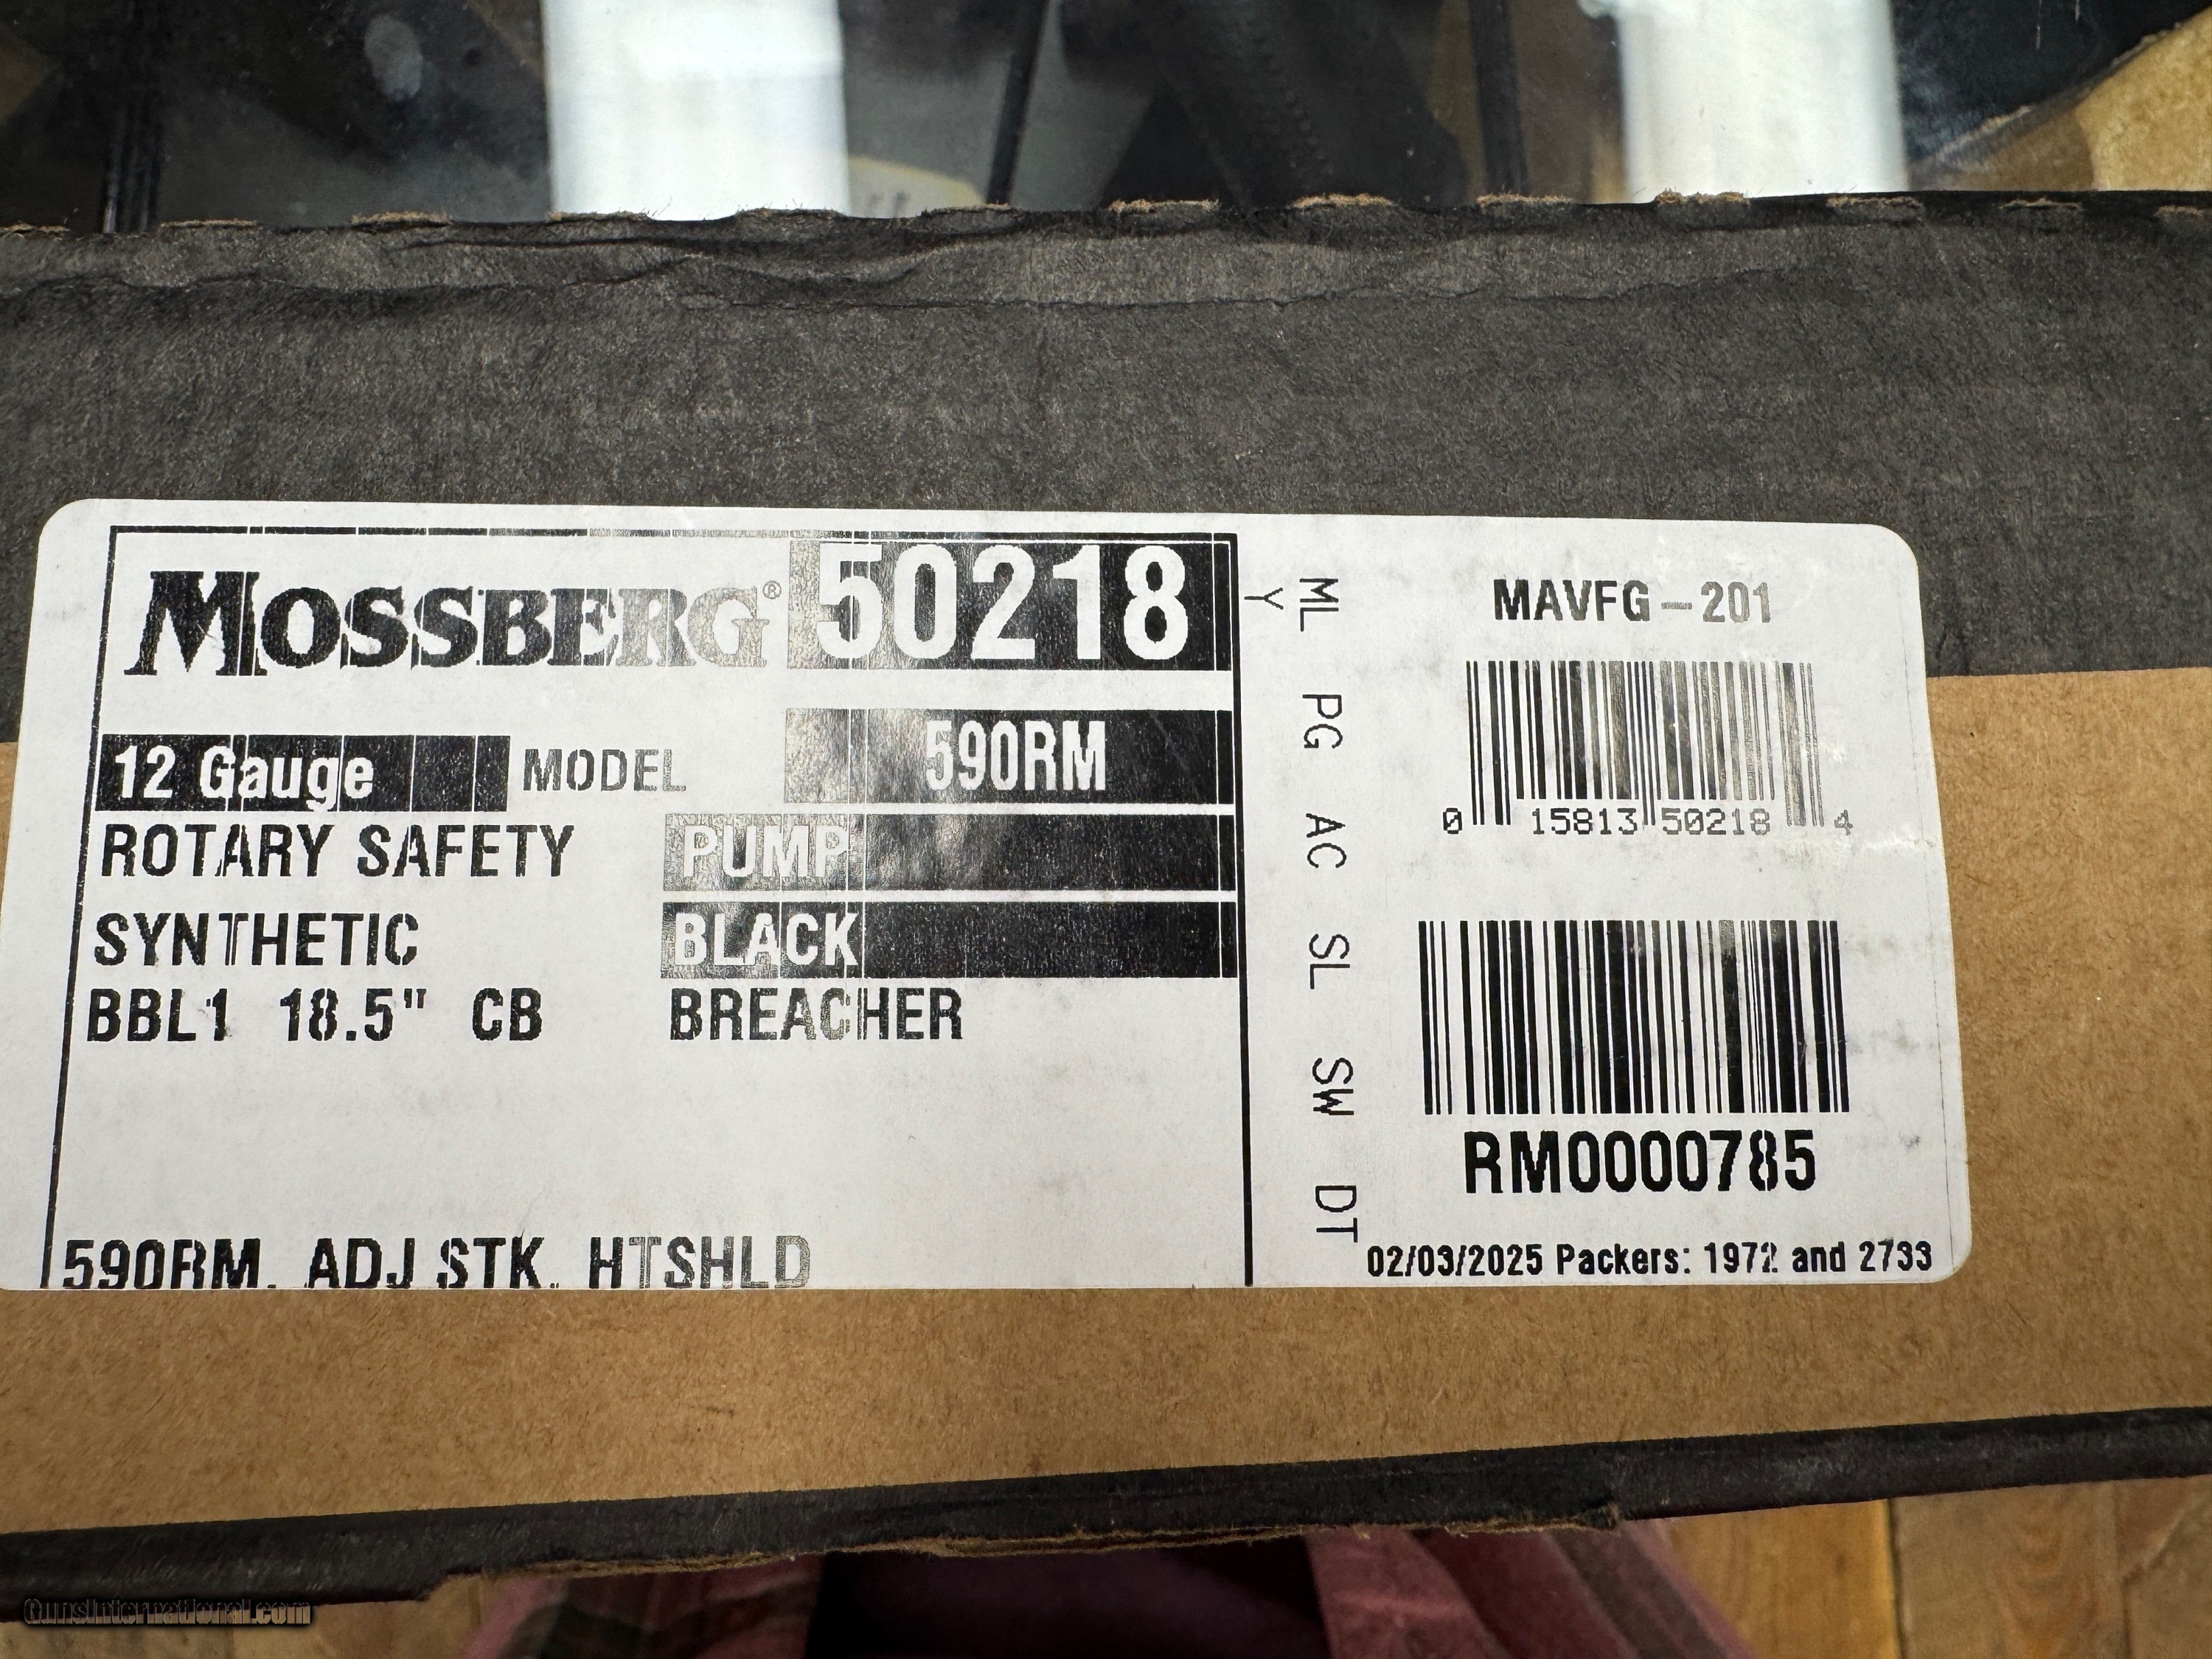 MOSSBERG® 50218
12 Gauge MODEL 590RM
ROTARY SAFETY PUMP
SYNTHETIC BLACK
BBL1 18.5" CB BREACHER
590RM, ADJ STK, HTSHLD
ML PG AC SL SW DT
Y
MAVFG-201
0 15813 50218 4
RM0000785
02/03/2025 Packers: 1972 and 2733
GunsInternational.com